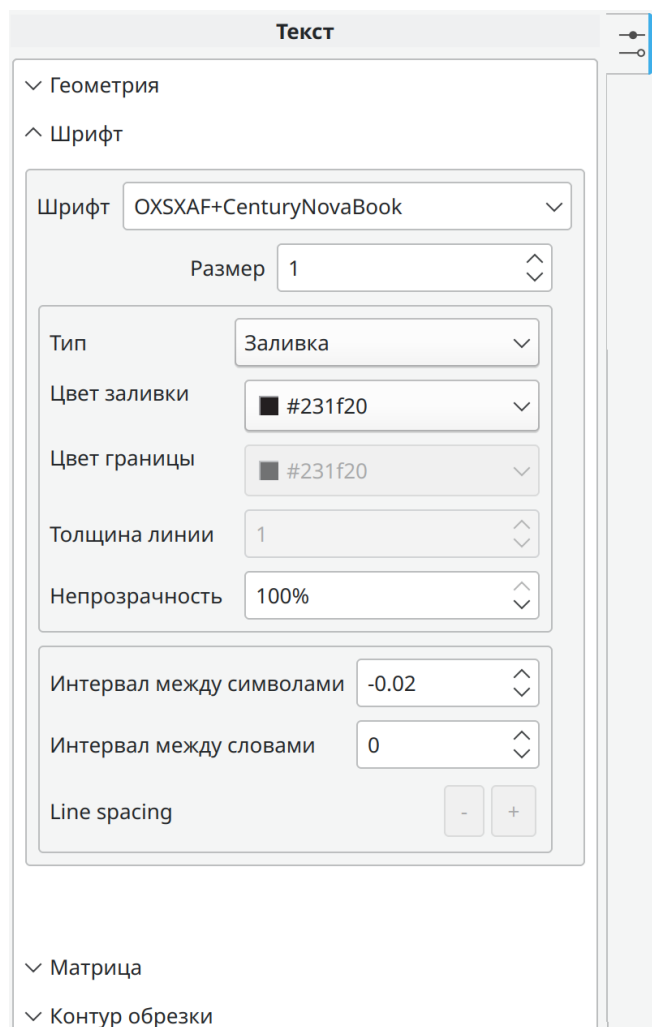 Текст
Геометрия
Шрифт
Шрифт OXSXAF+CenturyNovaBook
Размер 1
Тип Заливка
Цвет заливки #231f20
Цвет границы #231f20
Толщина линии 1
Непрозрачность 100%
Интервал между символами -0.02
Интервал между словами 0
Line spacing - +
Матрица
Контур обрезки